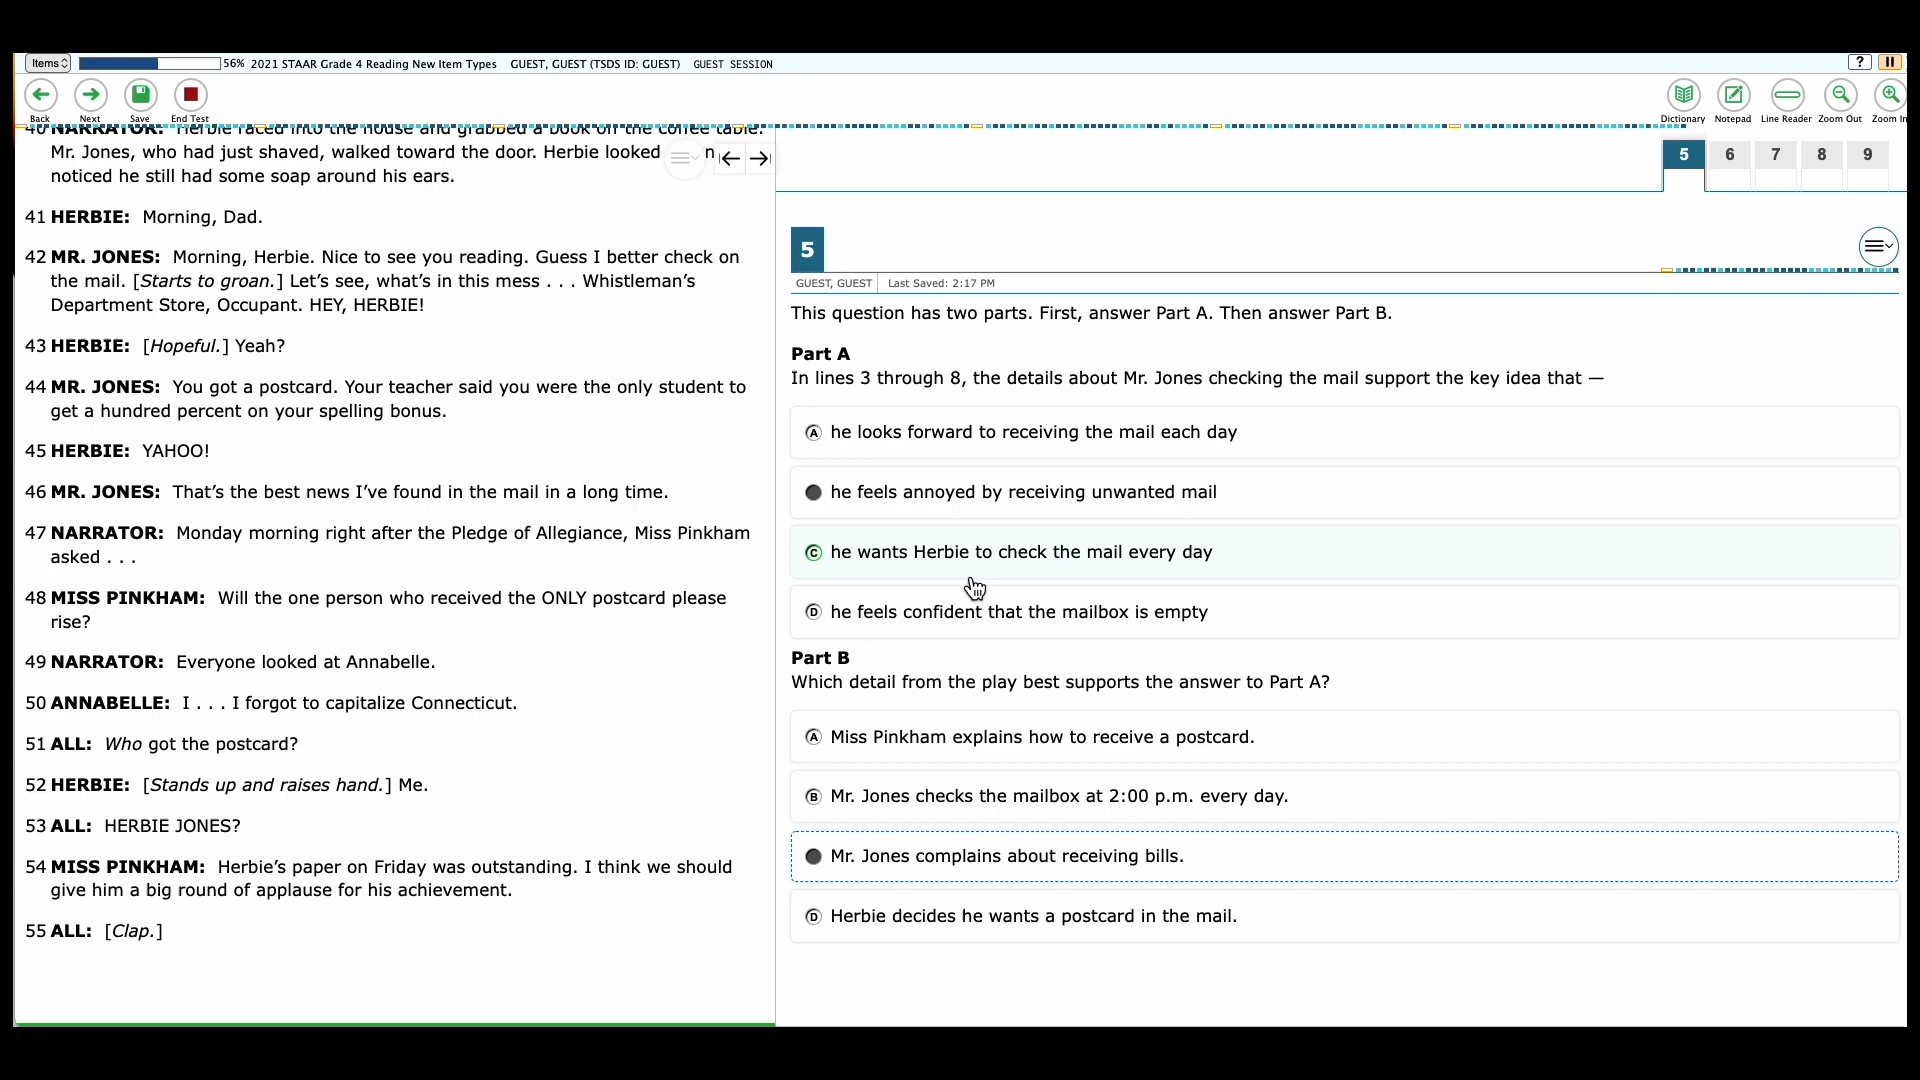 Items 56% 2021 STAAR Grade 4 Reading New Item Types GUEST, GUEST (TSDS ID: GUEST) GUEST SESSION ?
Back Next Save End Test Dictionary Notepad Line Reader Zoom Out Zoom In
40 NARRATOR: Herbie raced into the house and grabbed a book off the coffee table.
Mr. Jones, who had just shaved, walked toward the door. Herbie looked
noticed he still had some soap around his ears.
41 HERBIE: Morning, Dad.
42 MR. JONES: Morning, Herbie. Nice to see you reading. Guess I better check on
the mail. [Starts to groan.] Let’s see, what’s in this mess . . . Whistleman’s
Department Store, Occupant. HEY, HERBIE!
43 HERBIE: [Hopeful.] Yeah?
44 MR. JONES: You got a postcard. Your teacher said you were the only student to
get a hundred percent on your spelling bonus.
45 HERBIE: YAHOO!
46 MR. JONES: That’s the best news I’ve found in the mail in a long time.
47 NARRATOR: Monday morning right after the Pledge of Allegiance, Miss Pinkham
asked . . .
48 MISS PINKHAM: Will the one person who received the ONLY postcard please
rise?
49 NARRATOR: Everyone looked at Annabelle.
50 ANNABELLE: I . . . I forgot to capitalize Connecticut.
51 ALL: Who got the postcard?
52 HERBIE: [Stands up and raises hand.] Me.
53 ALL: HERBIE JONES?
54 MISS PINKHAM: Herbie’s paper on Friday was outstanding. I think we should
give him a big round of applause for his achievement.
55 ALL: [Clap.]
5 6 7 8 9
5
GUEST, GUEST Last Saved: 2:17 PM
This question has two parts. First, answer Part A. Then answer Part B.
Part A
In lines 3 through 8, the details about Mr. Jones checking the mail support the key idea that —
A he looks forward to receiving the mail each day
he feels annoyed by receiving unwanted mail
C he wants Herbie to check the mail every day
D he feels confident that the mailbox is empty
Part B
Which detail from the play best supports the answer to Part A?
A Miss Pinkham explains how to receive a postcard.
B Mr. Jones checks the mailbox at 2:00 p.m. every day.
Mr. Jones complains about receiving bills.
D Herbie decides he wants a postcard in the mail.